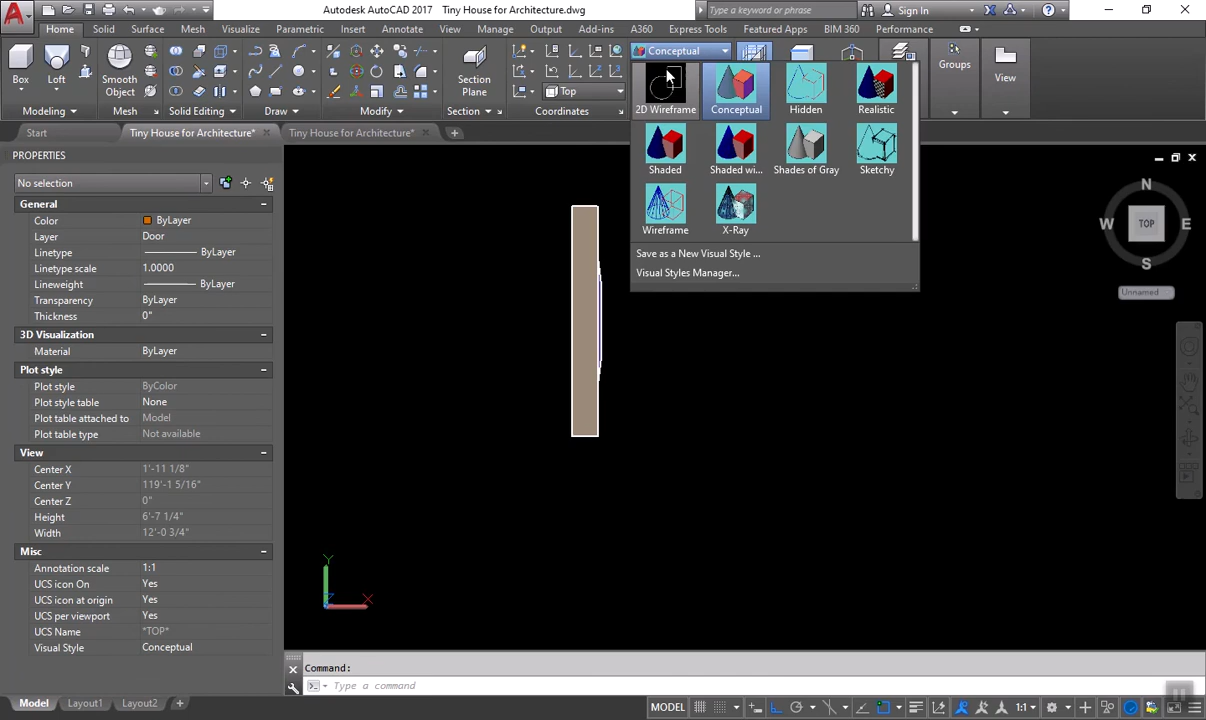 Autodesk AutoCAD 2017 Tiny House for Architecture.dwg
Type a keyword or phrase
Sign In
Home Solid Surface Mesh Visualize Parametric Insert Annotate View Manage Output Add-ins A360 Express Tools Featured Apps BIM 360 Performance
Box
Loft
Smooth
Object
Section
Plane
Top
Conceptual
Groups
View
Modeling
Mesh
Draw
Modify
Section
Coordinates
2D Wireframe
Conceptual
Hidden
Realistic
Shaded
Shaded wi...
Shades of Gray
Sketchy
Wireframe
X-Ray
Save as a New Visual Style ...
Visual Styles Manager...
Start
Tiny House for Architecture*
Tiny House for Architecture*
PROPERTIES
No selection
General
Color ByLayer
Layer Door
Linetype ByLayer
Linetype scale 1.0000
Lineweight ByLayer
Transparency ByLayer
Thickness 0"
3D Visualization
Material ByLayer
Plot style
Plot style ByColor
Plot style table None
Plot table attached to Model
Plot table type Not available
View
Center X 1'-11 1/8"
Center Y 119'-1 5/16"
Center Z 0"
Height 6'-7 1/4"
Width 12'-0 3/4"
Misc
Annotation scale 1:1
UCS icon On Yes
UCS icon at origin Yes
UCS per viewport Yes
UCS Name *TOP*
Visual Style Conceptual
N
W TOP E
S
Unnamed
Y
X
Command:
Type a command
Model Layout1 Layout2
MODEL
1:1